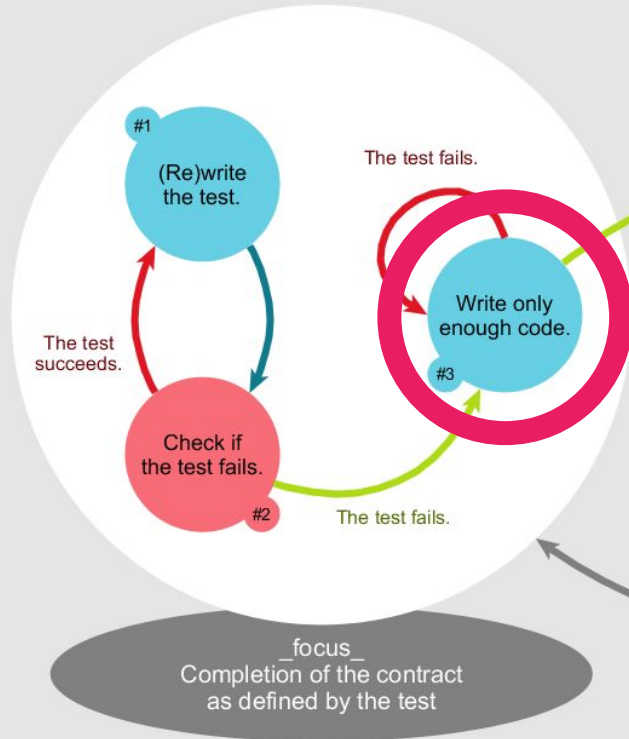 #1
(Re)write
the test.
The test fails.
Write only
enough code.
#3
The test
succeeds.
Check if
the test fails.
#2
The test fails.
_focus_
Completion of the contract
as defined by the test